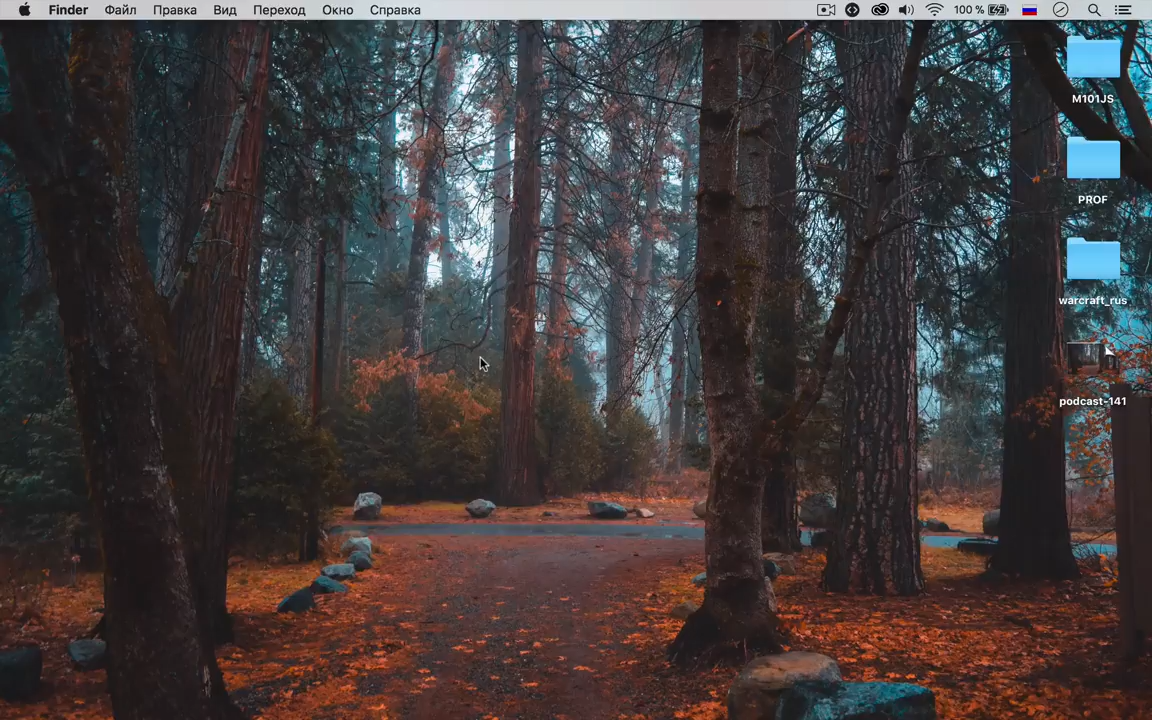 Finder Файл Правка Вид Переход Окно Справка 100 %
M101JS
PROF
warcraft_rus
podcast-141